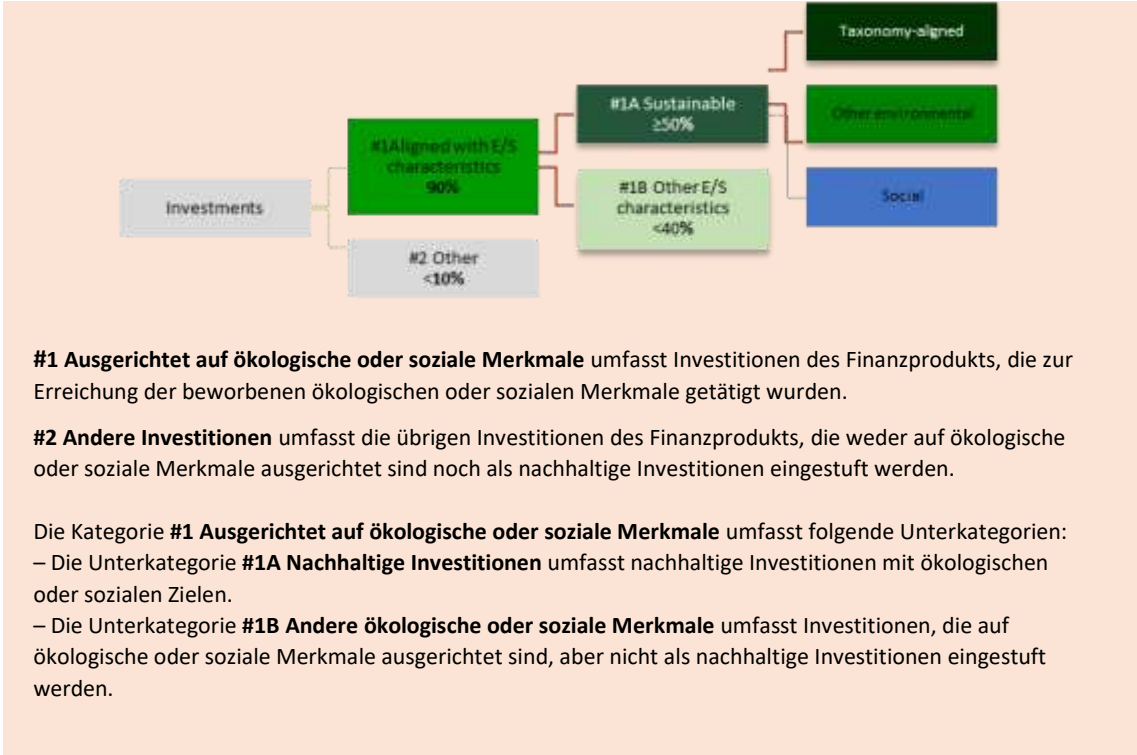 Taxonomy-aligned
#1A Sustainable
≥50%
Other environmental
#1Aligned with E/S
characteristics
90%
#1B Other E/S
characteristics
<40%
Social
Investments
#2 Other
<10%
#1 Ausgerichtet auf ökologische oder soziale Merkmale umfasst Investitionen des Finanzprodukts, die zur
Erreichung der beworbenen ökologischen oder sozialen Merkmale getätigt wurden.
#2 Andere Investitionen umfasst die übrigen Investitionen des Finanzprodukts, die weder auf ökologische
oder soziale Merkmale ausgerichtet sind noch als nachhaltige Investitionen eingestuft werden.
Die Kategorie #1 Ausgerichtet auf ökologische oder soziale Merkmale umfasst folgende Unterkategorien:
– Die Unterkategorie #1A Nachhaltige Investitionen umfasst nachhaltige Investitionen mit ökologischen
oder sozialen Zielen.
– Die Unterkategorie #1B Andere ökologische oder soziale Merkmale umfasst Investitionen, die auf
ökologische oder soziale Merkmale ausgerichtet sind, aber nicht als nachhaltige Investitionen eingestuft
werden.